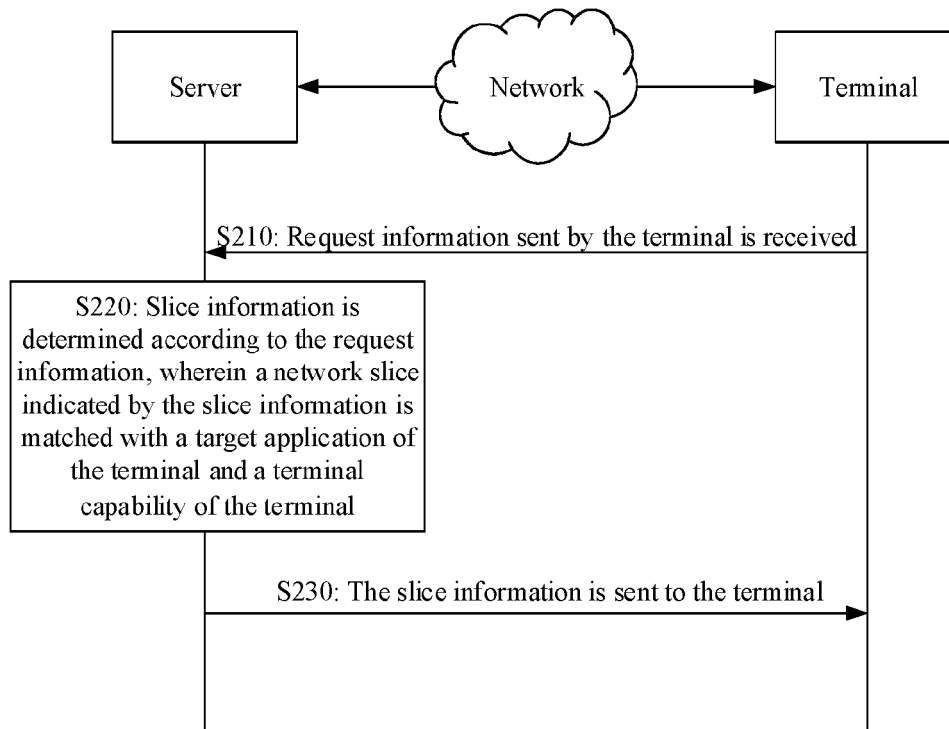 Server
Network
Terminal
S210: Request information sent by the terminal is received
S220: Slice information is
determined according to the request
information, wherein a network slice
indicated by the slice information is
matched with a target application of
the terminal and a terminal
capability of the terminal
S230: The slice information is sent to the terminal